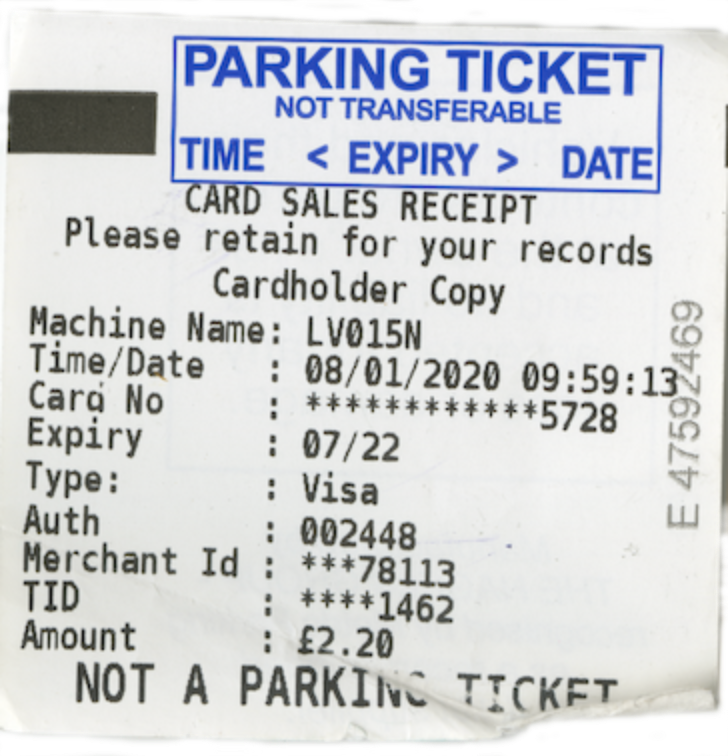 PARKING TICKET
NOT TRANSFERABLE
TIME < EXPIRY > DATE
CARD SALES RECEIPT
Please retain for your records
Cardholder Copy
Machine Name: LV015N
Time/Date : 08/01/2020 09:59:13
Card No : ************5728
Expiry : 07/22
Type: : Visa
Auth : 002448
Merchant Id : ***78113
TID : ****1462
Amount : £2.20
NOT A PARKING TICKET
E 47592469